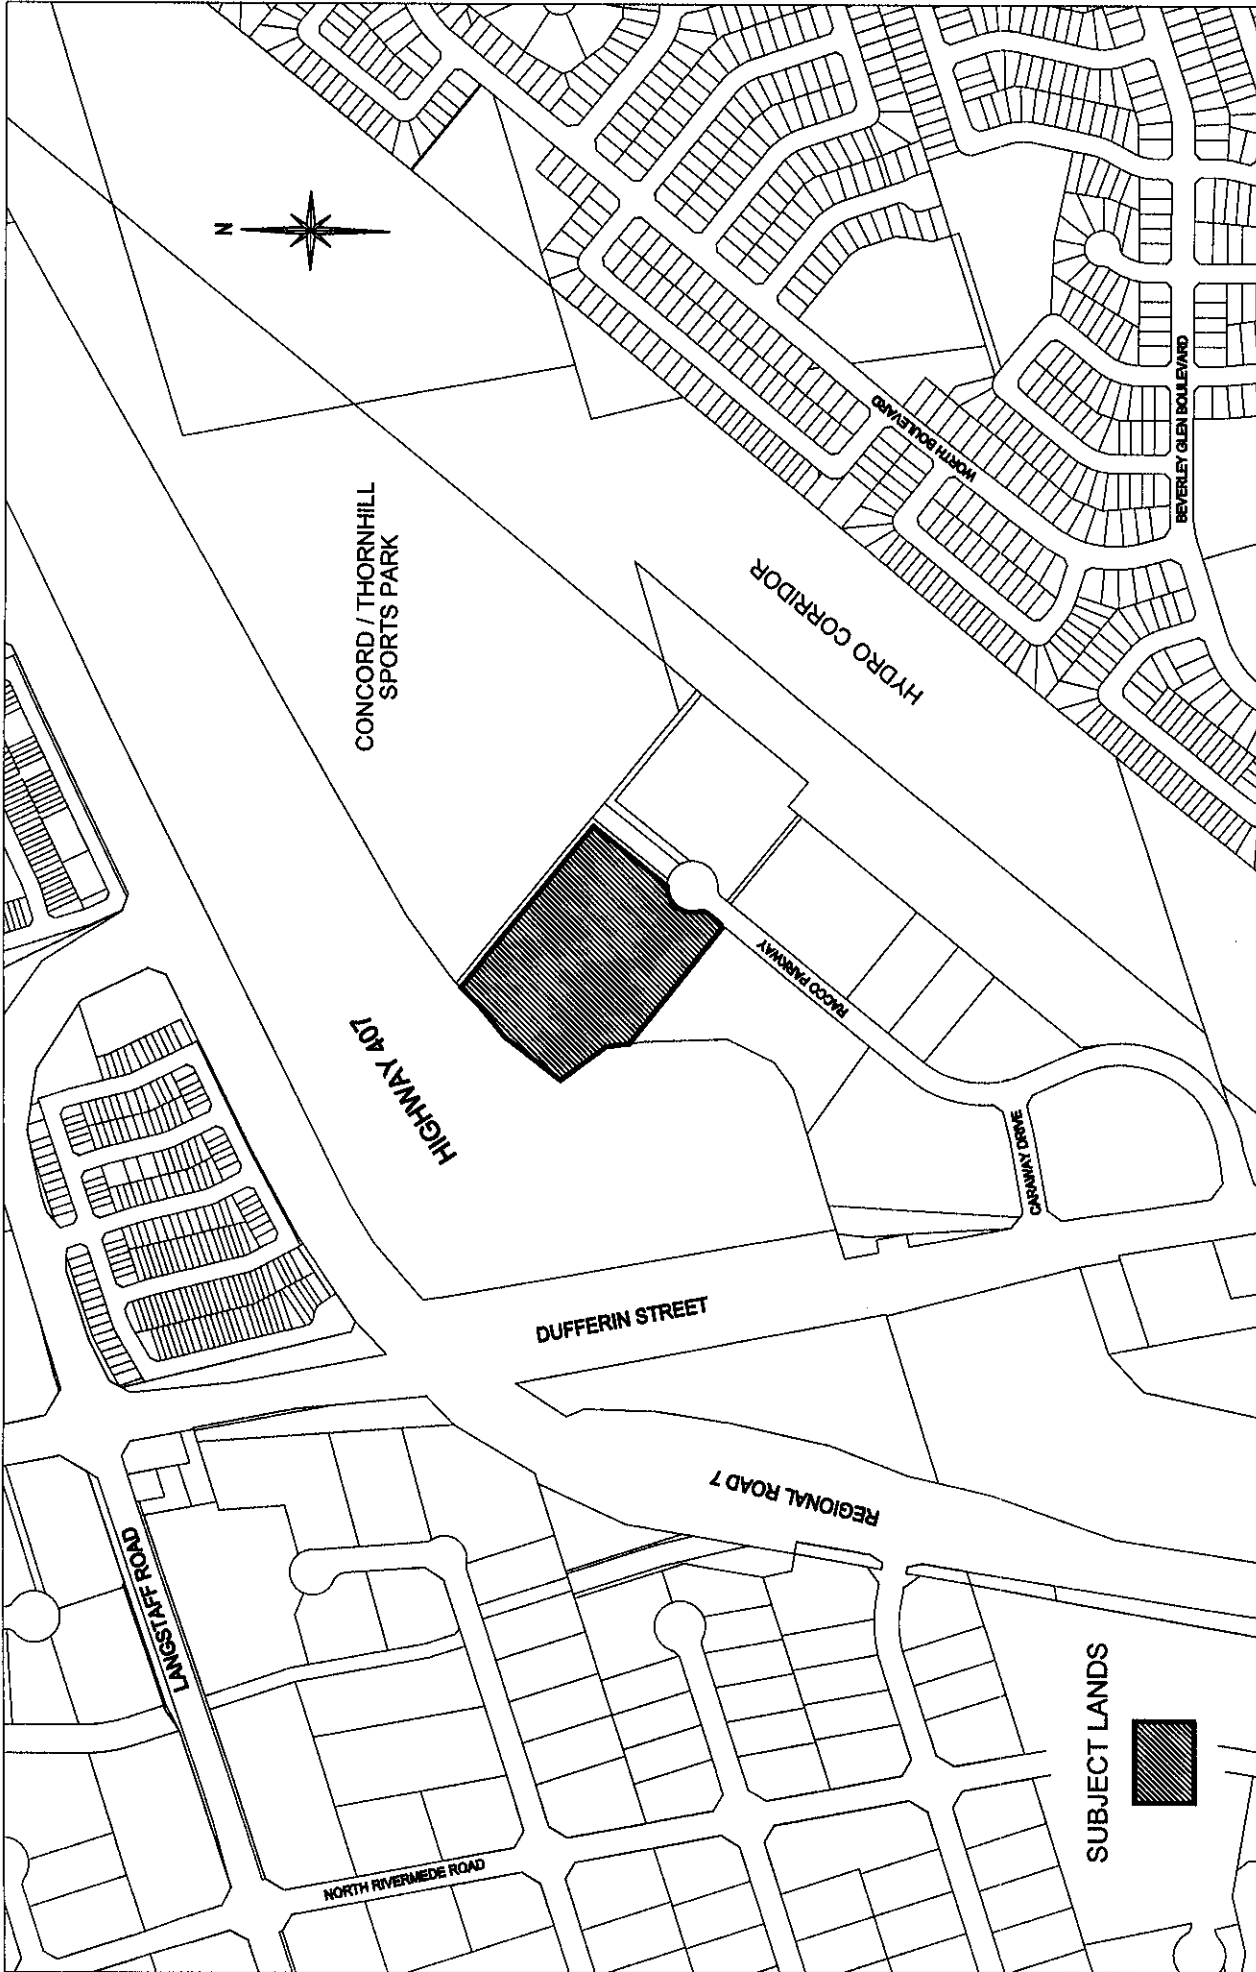 N
CONCORD / THORNHILL
SPORTS PARK
HIGHWAY 407
HYDRO CORRIDOR
WORTH BOULEVARD
BEVERLEY GLEN BOULEVARD
RACCO PARKWAY
CARAWAY DRIVE
DUFFERIN STREET
REGIONAL ROAD 7
LANGSTAFF ROAD
NORTH RIVERMEDE ROAD
SUBJECT LANDS